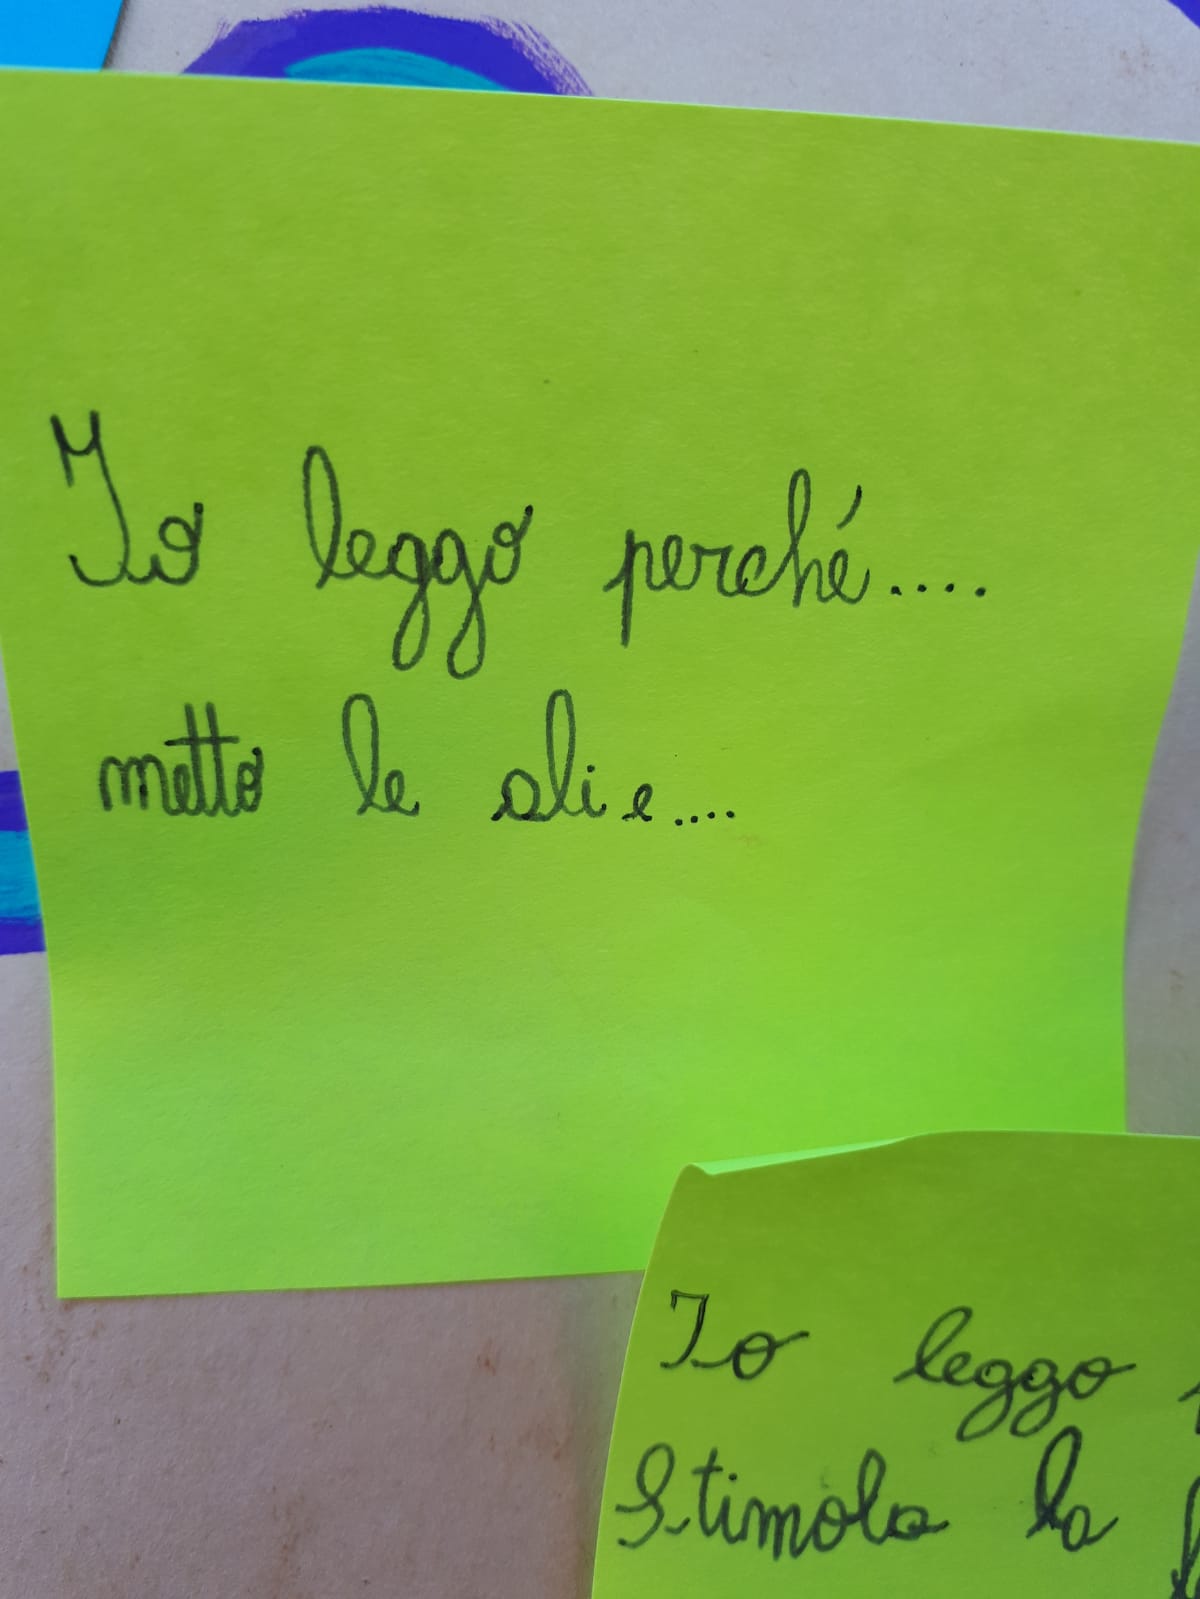 Io leggo perché....
metto le ali e....
Io leggo
Stimola la